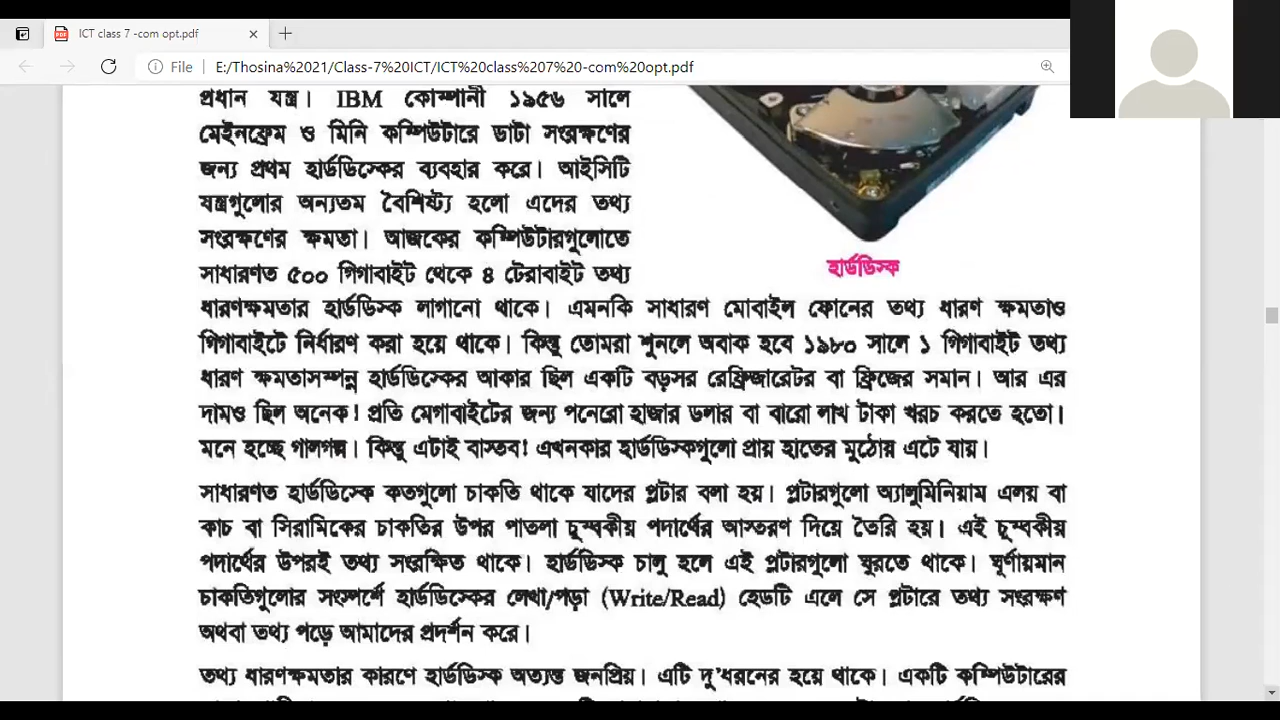 ICT class 7 -com opt.pdf
File
E:/Thosina%2021/Class-7%20ICT/ICT%20class%207%20-com%20opt.pdf
প্রধান যন্ত্র। IBM কোম্পানী ১৯৫৬ সালে
মেইনফ্রেম ও মিনি কম্পিউটারে ডাটা সংরক্ষণের
জন্য প্রথম হার্ডডিস্কের ব্যবহার করে। আইসিটি
যন্ত্রগুলোর অন্যতম বৈশিষ্ট্য হলো এদের তথ্য
সংরক্ষণের ক্ষমতা। আজকের কম্পিউটারগুলোতে
সাধারণত ৫০০ গিগাবাইট থেকে ৪ টেরাবাইট তথ্য
হার্ডডিস্ক
ধারণক্ষমতার হার্ডডিস্ক লাগানো থাকে। এমনকি সাধারণ মোবাইল ফোনের তথ্য ধারণ ক্ষমতাও
গিগাবাইটে নির্ধারণ করা হয়ে থাকে। কিন্তু তোমরা শুনলে অবাক হবে ১৯৮০ সালে ১ গিগাবাইট তথ্য
ধারণ ক্ষমতাসম্পন্ন হার্ডডিস্কের আকার ছিল একটি বড়সর রেফ্রিজারেটর বা ফ্রিজের সমান। আর এর
দামও ছিল অনেক! প্রতি মেগাবাইটের জন্য পনেরো হাজার ডলার বা বারো লাখ টাকা খরচ করতে হতো।
মনে হচ্ছে গালগল্প। কিন্তু এটাই বাস্তব! এখনকার হার্ডডিস্কগুলো প্রায় হাতের মুঠোয় এটে যায়।
সাধারণত হার্ডডিস্কে কতগুলো চাকতি থাকে যাদের প্লটার বলা হয়। প্লটারগুলো অ্যালুমিনিয়াম এলয় বা
কাচ বা সিরামিকের চাকতির উপর পাতলা চুম্বকীয় পদার্থের আস্তরণ দিয়ে তৈরি হয়। এই চুম্বকীয়
পদার্থের উপরই তথ্য সংরক্ষিত থাকে। হার্ডডিস্ক চালু হলে এই প্লটারগুলো ঘুরতে থাকে। ঘূর্ণায়মান
চাকতিগুলোর সংস্পর্শে হার্ডডিস্কের লেখা/পড়া (Write/Read) হেডটি এলে সে প্লটারে তথ্য সংরক্ষণ
অথবা তথ্য পড়ে আমাদের প্রদর্শন করে।
তথ্য ধারণক্ষমতার কারণে হার্ডডিস্ক অত্যন্ত জনপ্রিয়। এটি দু'ধরনের হয়ে থাকে। একটি কম্পিউটারের